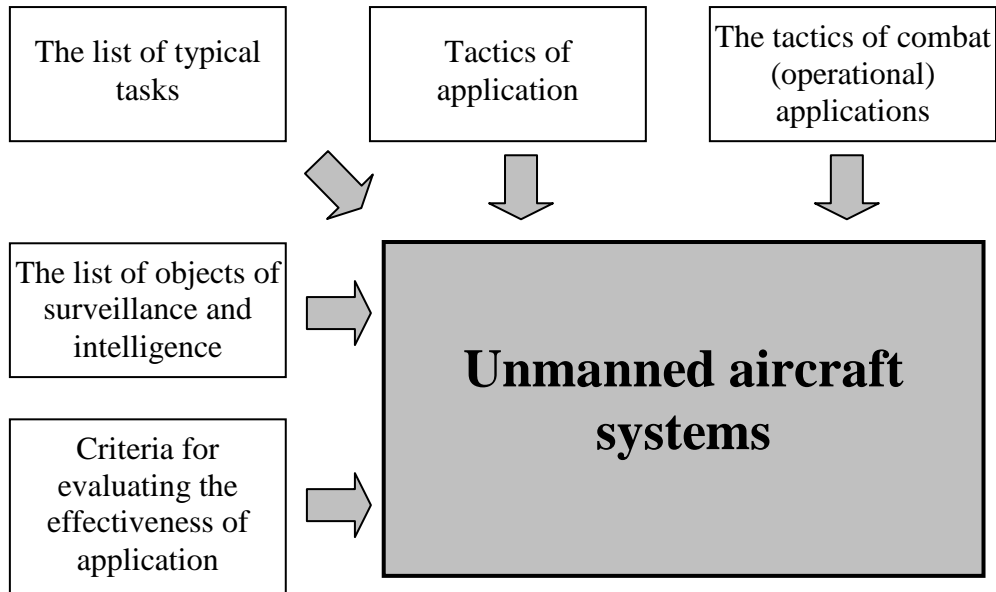 The list of typical
tasks
Tactics of
application
The tactics of combat
(operational)
applications
The list of objects of
surveillance and
intelligence
Unmanned aircraft
systems
Criteria for
evaluating the
effectiveness of
application